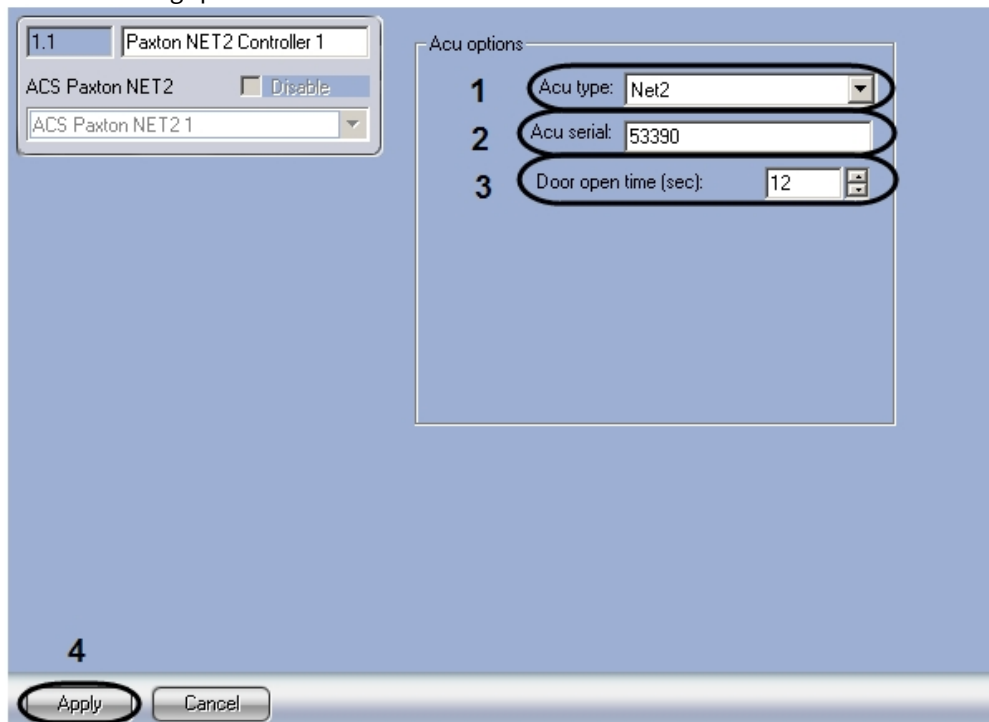 1.1 Paxton NET2 Controller 1
ACS Paxton NET2 Disable
ACS Paxton NET2 1
Acu options
1 Acu type: Net2
2 Acu serial: 53390
3 Door open time (sec): 12
4
Apply Cancel